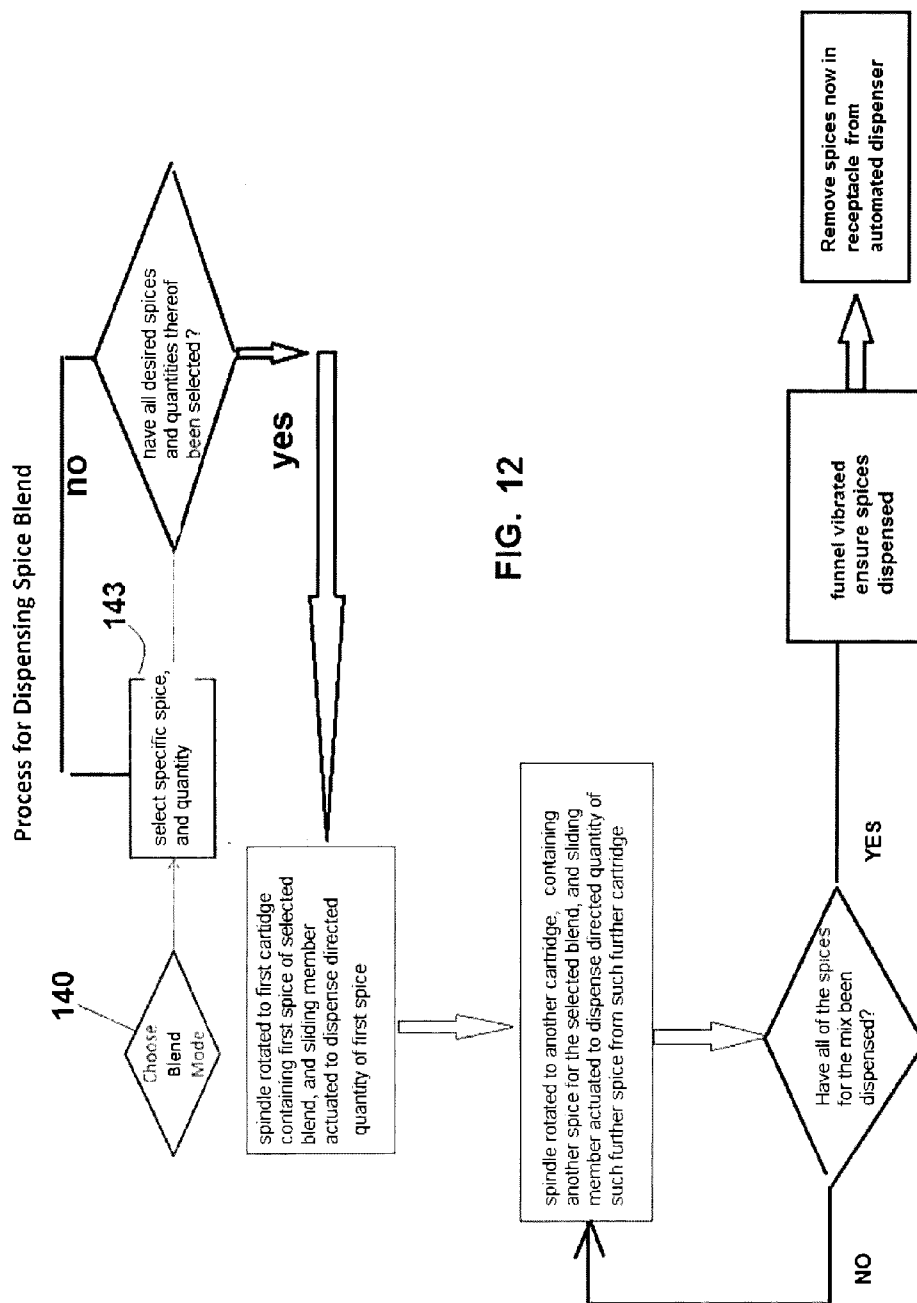 Process for Dispensing Spice Blend
140
Choose
Blend
Mode
143
select specific spice,
and quantity
no
have all desired spices
and quantities thereof
been selected ?
yes
spindle rotated to first cartidge
containing first spice of selected
blend, and sliding member
actuated to dispense directed
quantity of first spice
spindle rotated to another cartridge, containing
another spice for the selected blend, and sliding
member actuated to dispense directed quantity of
such further spice from such further cartridge
Have all of the spices
for the mix been
dispensed?
NO
YES
funnel vibrated
ensure spices
dispensed
Remove spices now in
receptacle from
automated dispenser
FIG. 12